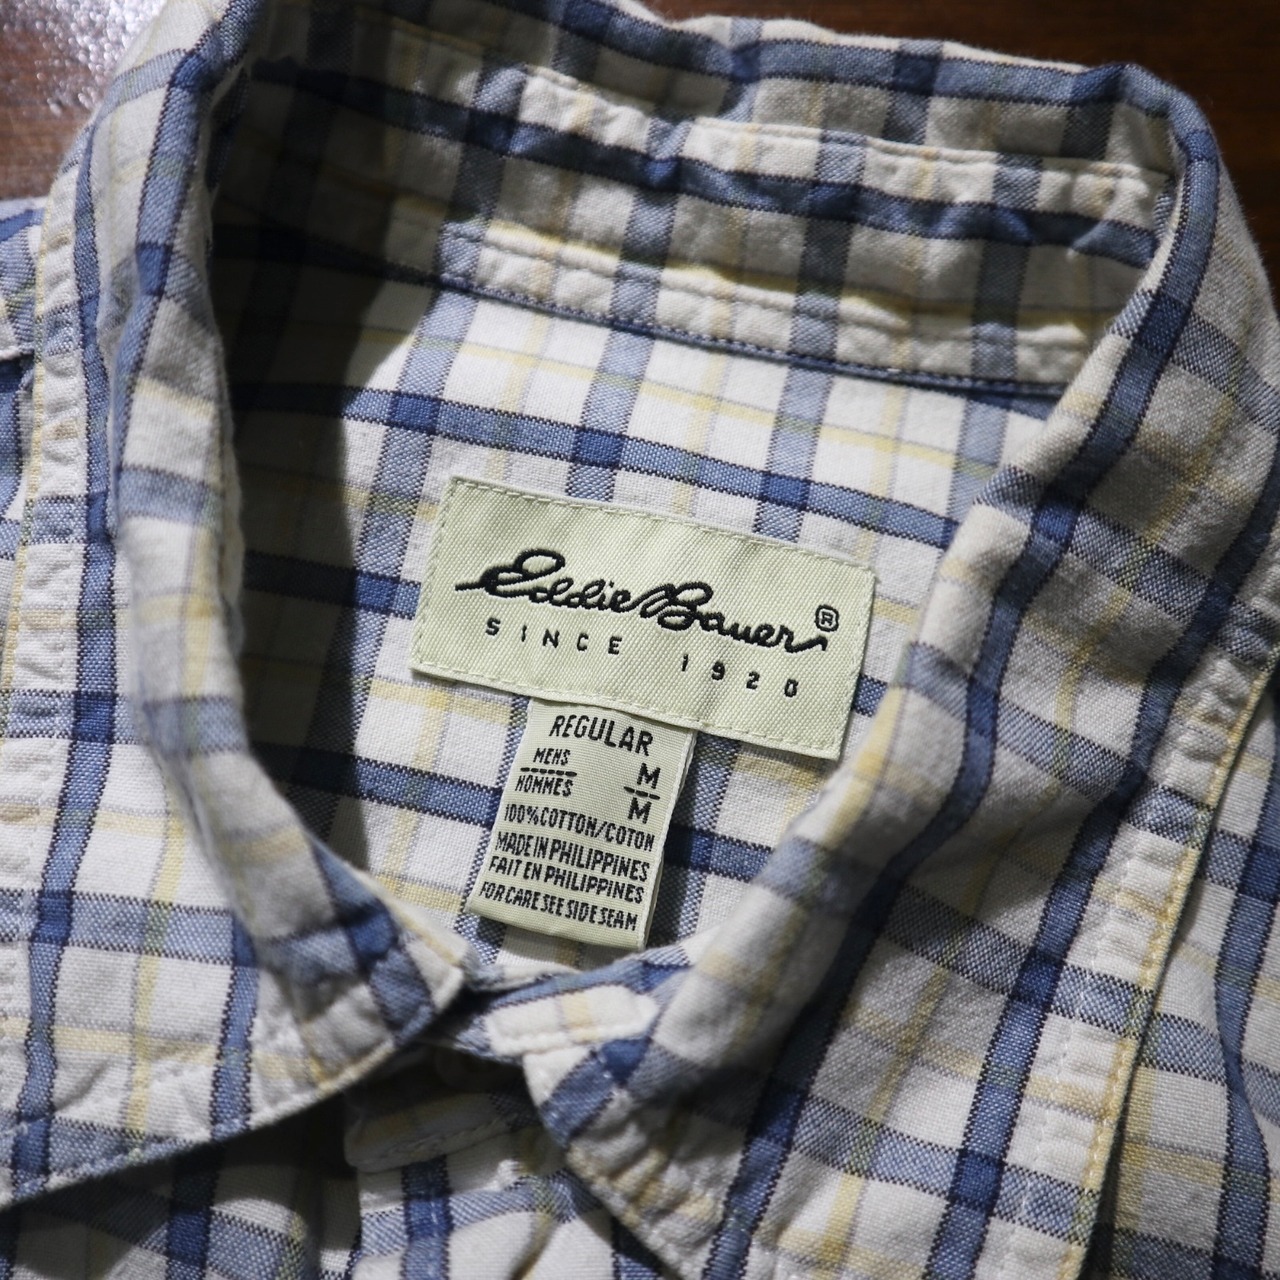 Eddie Bauer®
SINCE 1920
REGULAR
MENS M
HOMMES M
100% COTTON/COTON
MADE IN PHILIPPINES
FAIT EN PHILIPPINES
FOR CARE SEE SIDE SEAM